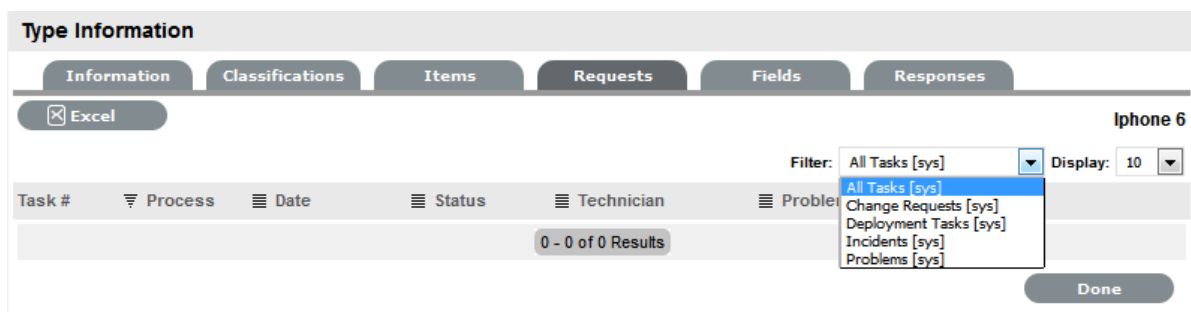 Type Information
Information Classifications Items Requests Fields Responses
Excel
Iphone 6
Filter: All Tasks [sys] Display: 10
All Tasks [sys]
Change Requests [sys]
Deployment Tasks [sys]
Incidents [sys]
Problems [sys]
Task # Process Date Status Technician
0 - 0 of 0 Results
Done